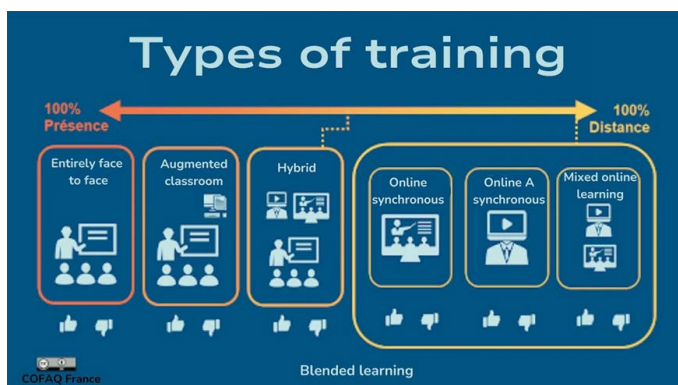 Types of training
100%
Présence
100%
Distance
Entirely face
to face
Augmented
classroom
Hybrid
Online
synchronous
Online A
synchronous
Mixed online
learning
Blended learning
COFAQ France